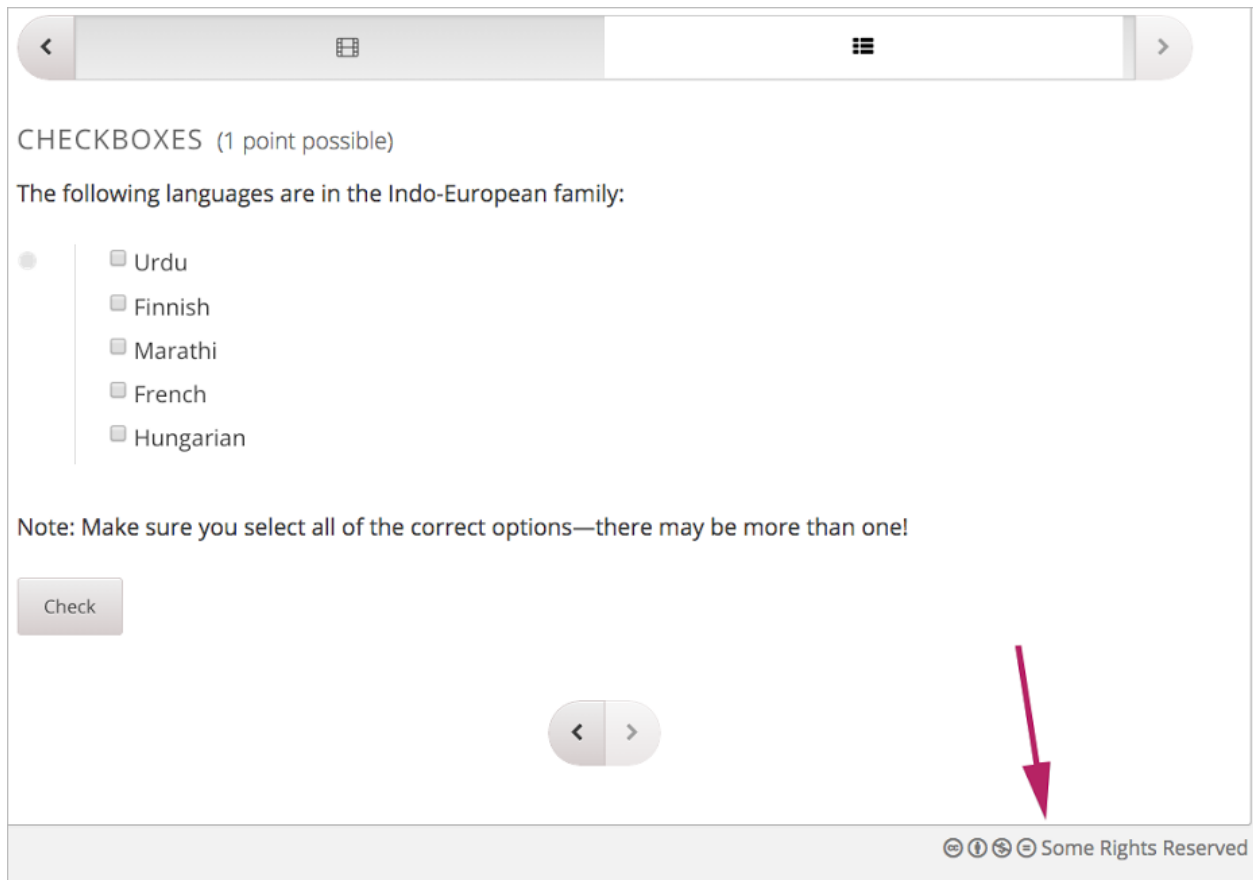 CHECKBOXES (1 point possible)
The following languages are in the Indo-European family:
Urdu
Finnish
Marathi
French
Hungarian
Note: Make sure you select all of the correct options—there may be more than one!
Check
Some Rights Reserved